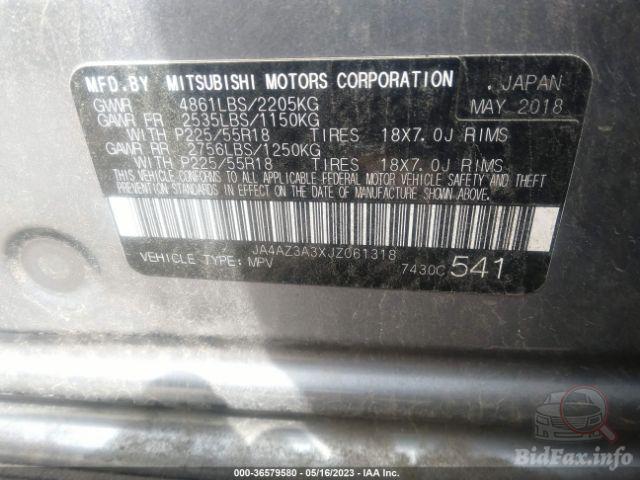 MFD.BY MITSUBISHI MOTORS CORPORATION . JAPAN
GVWR 4861LBS/2205KG MAY 2018
GAWR FR 2535LBS/1150KG
WITH P225/55R18 TIRES 18X7.0J RIMS
GAWR RR 2756LBS/1250KG
WITH P225/55R18 TIRES 18X7.0J RIMS
THIS VEHICLE CONFORMS TO ALL APPLICABLE FEDERAL MOTOR VEHICLE SAFETY AND THEFT
PREVENTION STANDARDS IN EFFECT ON THE DATE OF MANUFACTURE SHOWN ABOVE.
JA4AZ3A3XJZ061318
VEHICLE TYPE:MPV 7430C 541
BidFax.info
000-36579580 - 05/16/2023 - IAA Inc.